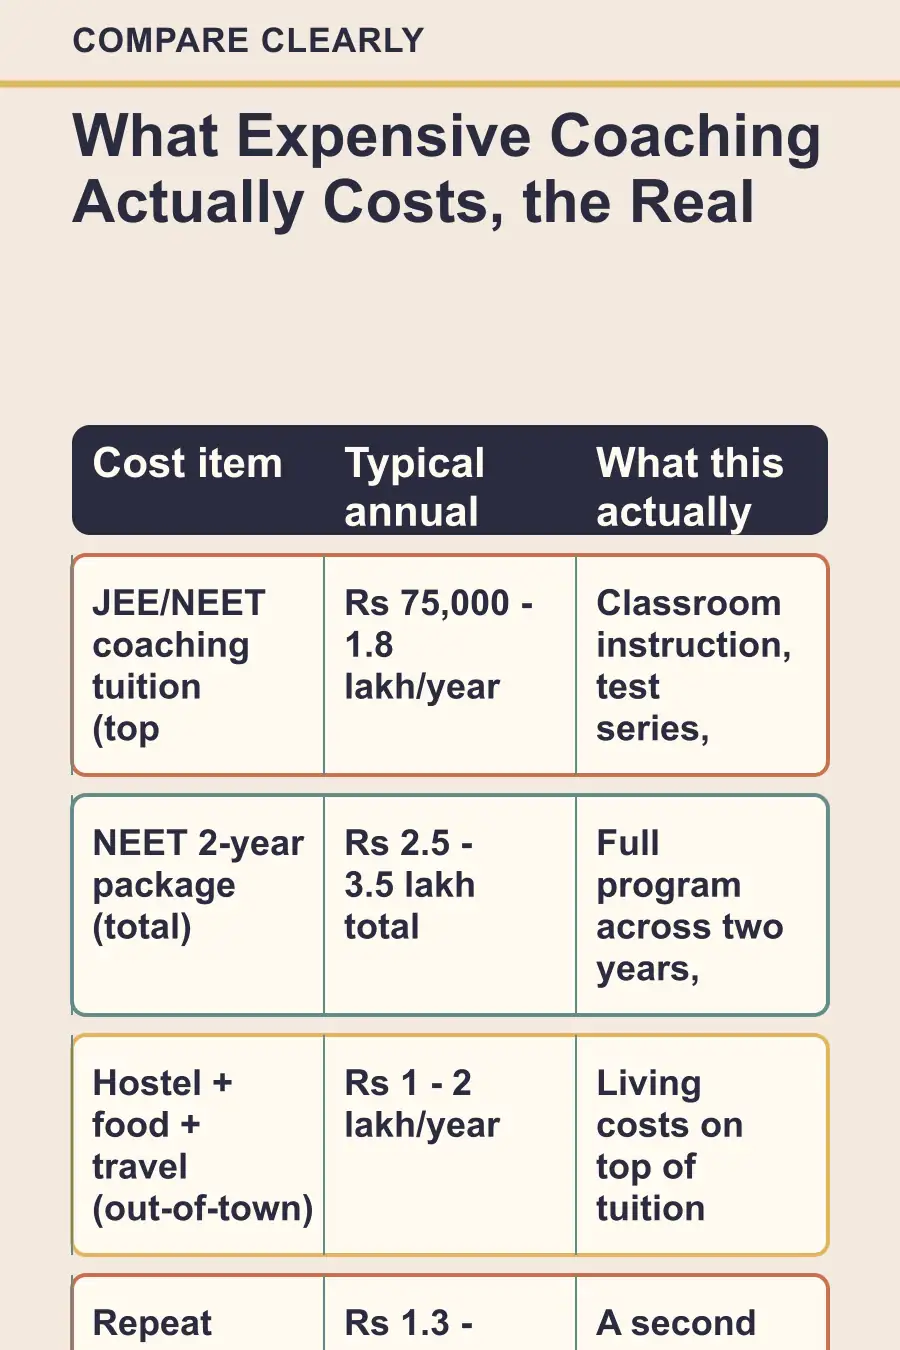 COMPARE CLEARLY
What Expensive Coaching
Actually Costs, the Real
Cost item
Typical
annual
What this
actually
JEE/NEET
coaching
tuition
(top
Rs 75,000 -
1.8
lakh/year
Classroom
instruction,
test
series,
NEET 2-year
package
(total)
Rs 2.5 -
3.5 lakh
total
Full
program
across two
years,
Hostel +
food +
travel
(out-of-town)
Rs 1 - 2
lakh/year
Living
costs on
top of
tuition
Repeat
Rs 1.3 -
A second